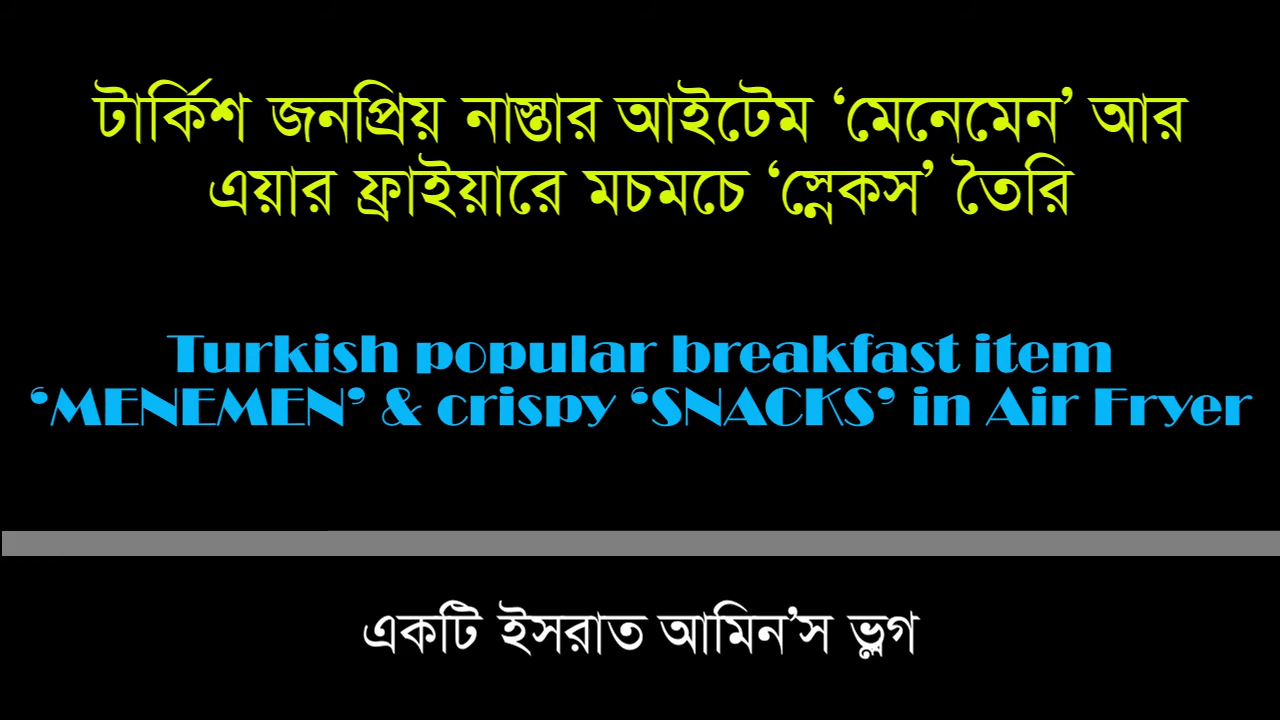 টার্কিশ জনপ্রিয় নাস্তার আইটেম ‘মেনেমেন’ আর
এয়ার ফ্রাইয়ারে মচমচে ‘স্নেকস’ তৈরি
Turkish popular breakfast item
‘MENEMEN’ & crispy ‘SNACKS’ in Air Fryer
একটি ইসরাত আমিন’স ভ্লগ